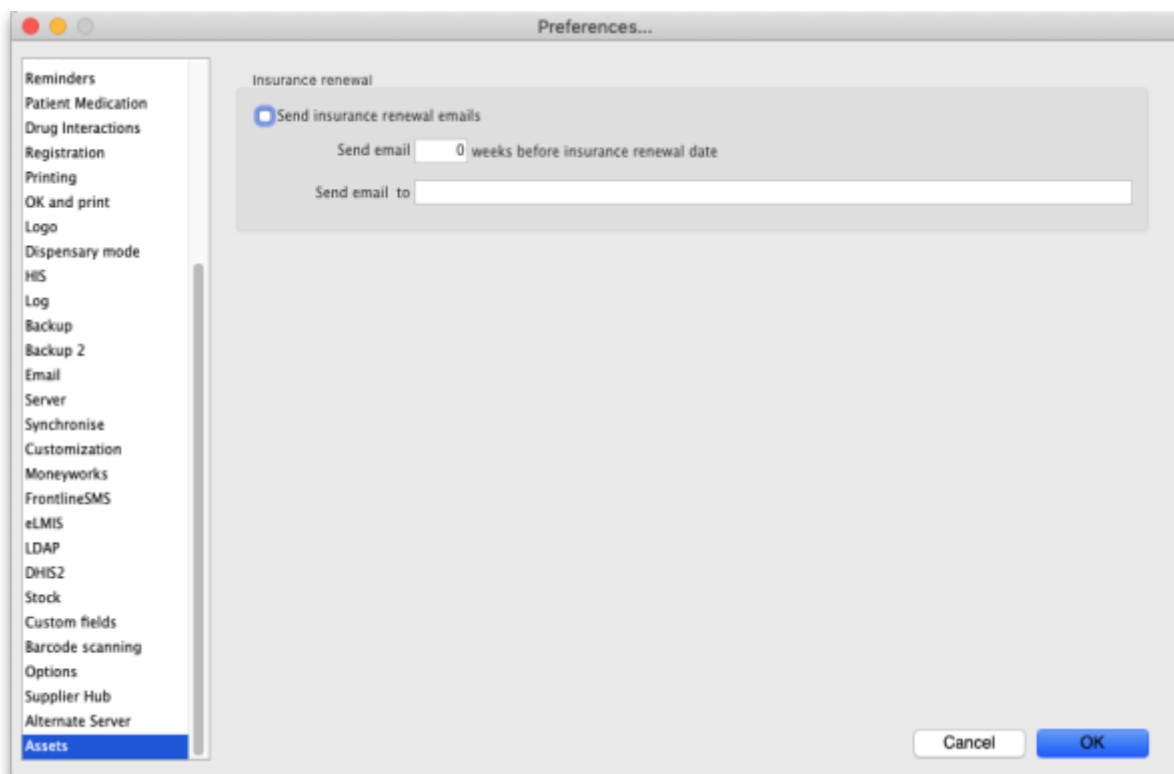 Preferences...
Reminders
Patient Medication
Drug Interactions
Registration
Printing
OK and print
Logo
Dispensary mode
HIS
Log
Backup
Backup 2
Email
Server
Synchronise
Customization
Moneyworks
FrontlineSMS
eLMIS
LDAP
DHIS2
Stock
Custom fields
Barcode scanning
Options
Supplier Hub
Alternate Server
Assets
Insurance renewal
Send insurance renewal emails
Send email 0 weeks before insurance renewal date
Send email to
Cancel OK